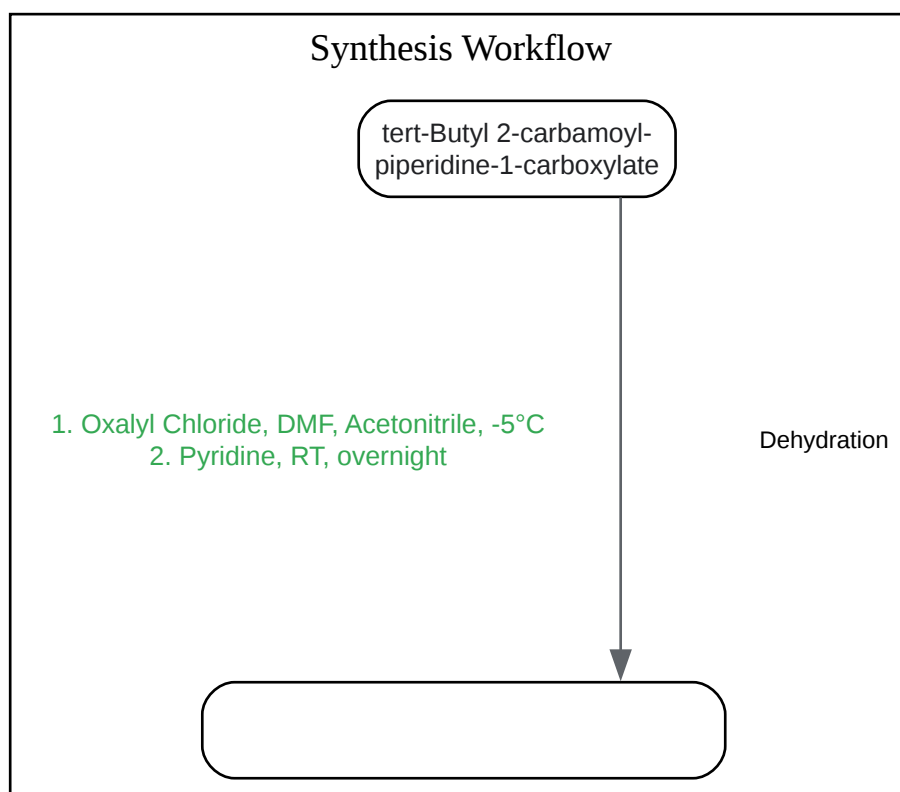 Synthesis Workflow
tert-Butyl 2-carbamoyl-
piperidine-1-carboxylate
1. Oxalyl Chloride, DMF, Acetonitrile, -5°C
2. Pyridine, RT, overnight
Dehydration